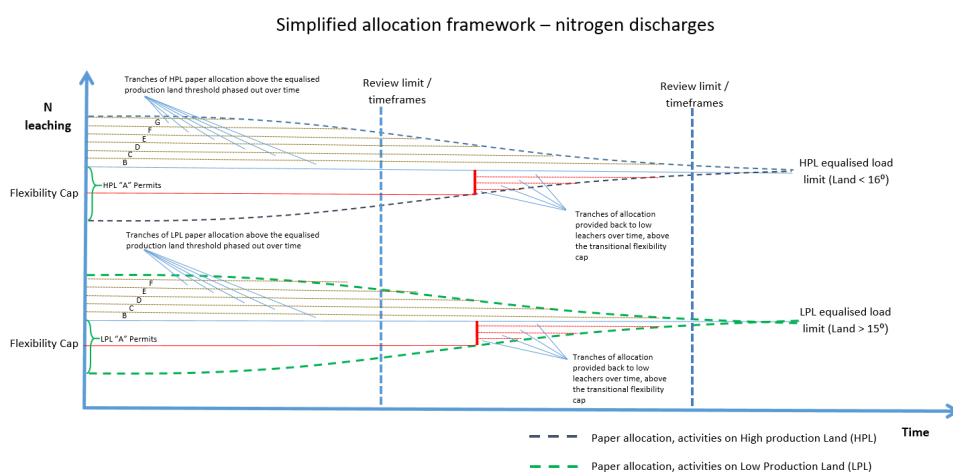 Simplified allocation framework – nitrogen discharges
N
leaching
Tranches of HPL paper allocation above the equalised
production land threshold phased out over time
Review limit /
timeframes
Review limit /
timeframes
G
F
E
D
C
B
HPL equalised load
limit (Land < 16⁰)
Flexibility Cap
HPL "A" Permits
Tranches of allocation
provided back to low
leachers over time, above
the transitional flexibility
cap
Tranches of LPL paper allocation above the equalised
production land threshold phased out over time
F
E
D
C
B
LPL equalised load
limit (Land > 15⁰)
Flexibility Cap
LPL "A" Permits
Tranches of allocation
provided back to low
leachers over time, above
the transitional flexibility
cap
Time
Paper allocation, activities on High production Land (HPL)
Paper allocation, activities on Low Production Land (LPL)